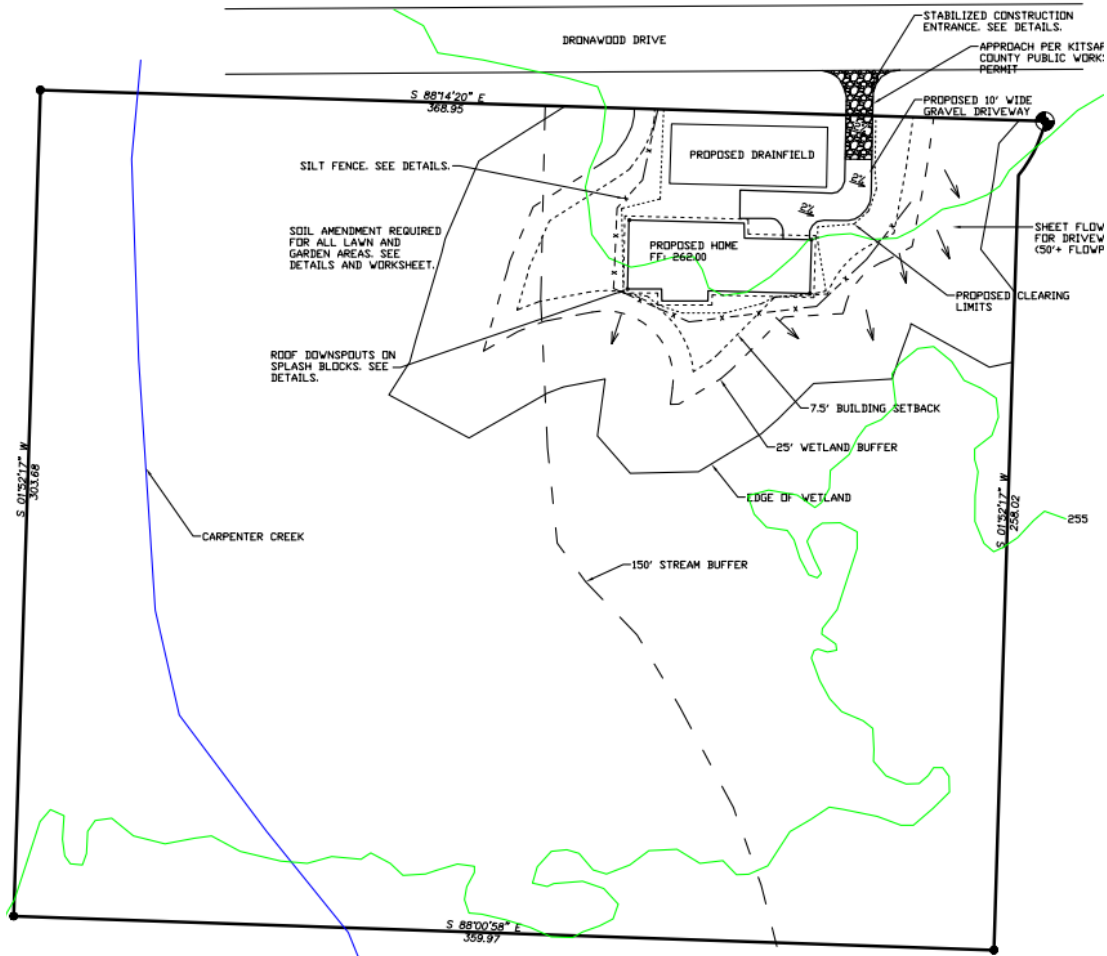 DRONAWOOD DRIVE
STABILIZED CONSTRUCTION
ENTRANCE. SEE DETAILS.
APPROACH PER KITSAP
COUNTY PUBLIC WORKS
PERMIT
PROPOSED 10' WIDE
GRAVEL DRIVEWAY
S 88°14'20" E
368.95
SILT FENCE. SEE DETAILS.
PROPOSED DRAINFIELD
2%
2%
SOIL AMENDMENT REQUIRED
FOR ALL LAWN AND
GARDEN AREAS. SEE
DETAILS AND WORKSHEET.
PROPOSED HOME
FF: 262.00
SHEET FLOW
FOR DRIVEW
(50'+ FLOWP
PROPOSED CLEARING
LIMITS
ROOF DOWNSPOUTS ON
SPLASH BLOCKS. SEE
DETAILS.
7.5' BUILDING SETBACK
25' WETLAND BUFFER
EDGE OF WETLAND
S 01°52'17" W
303.68
S 01°52'17" W
258.02
255
CARPENTER CREEK
150' STREAM BUFFER
S 88°00'58" E
359.97